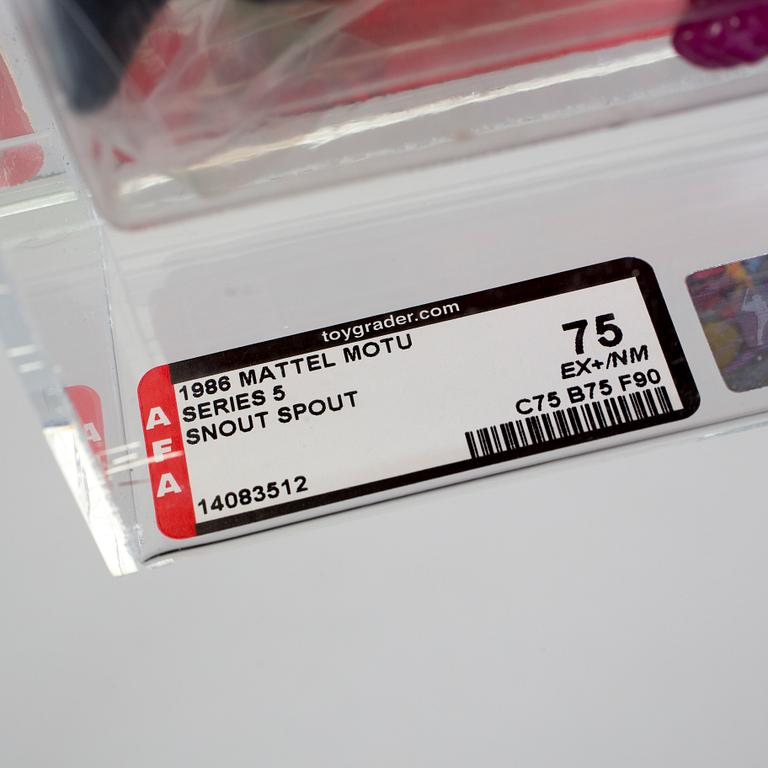 toygrader.com
AFA
1986 MATTEL MOTU
SERIES 5
SNOUT SPOUT
14083512
75
EX+/NM
C75 B75 F90